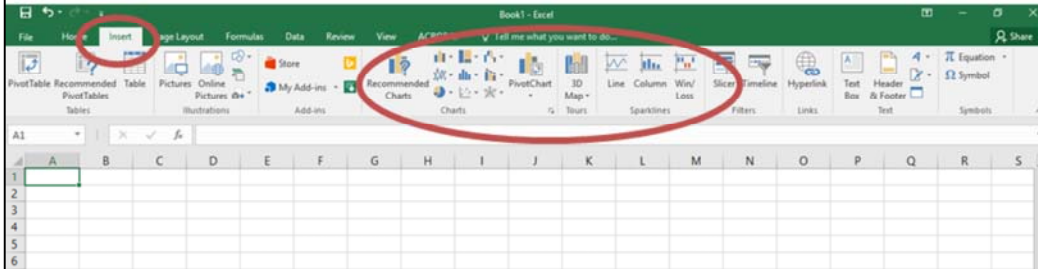 Book1 - Excel
File Insert Page Layout Formulas Data Review View Tell me what you want to do... Share
PivotTable Recommended PivotTables Table Pictures Online Pictures Store My Add-ins Recommended Charts PivotChart 3D Map Line Column Win/Loss Slicer Timeline Hyperlink Text Box Header & Footer Equation Symbol
Tables Illustrations Add-ins Charts Tours Sparklines Filters Links Text Symbols
A1 fx
A B C D E F G H I J K L M N O P Q R S
1
2
3
4
5
6